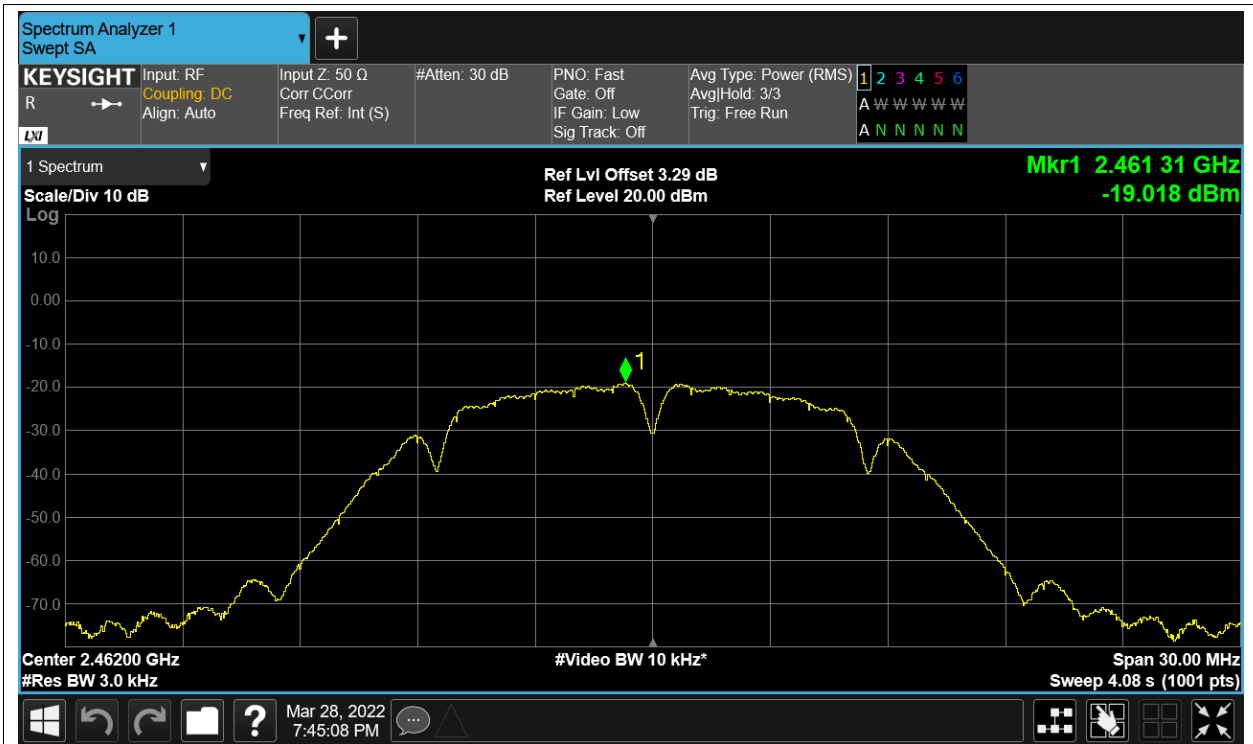 Spectrum Analyzer 1
Swept SA
KEYSIGHT
R
LXI
Input: RF
Coupling: DC
Align: Auto
Input Z: 50 Ω
Corr CCorr
Freq Ref: Int (S)
#Atten: 30 dB
PNO: Fast
Gate: Off
IF Gain: Low
Sig Track: Off
Avg Type: Power (RMS)
Avg|Hold: 3/3
Trig: Free Run
1 2 3 4 5 6
A W W W W W
A N N N N N
1 Spectrum
Scale/Div 10 dB
Log
Ref Lvl Offset 3.29 dB
Ref Level 20.00 dBm
Mkr1 2.461 31 GHz
-19.018 dBm
10.0
0.00
-10.0
-20.0
-30.0
-40.0
-50.0
-60.0
-70.0
1
Center 2.46200 GHz
#Res BW 3.0 kHz
#Video BW 10 kHz*
Span 30.00 MHz
Sweep 4.08 s (1001 pts)
?
Mar 28, 2022
7:45:08 PM